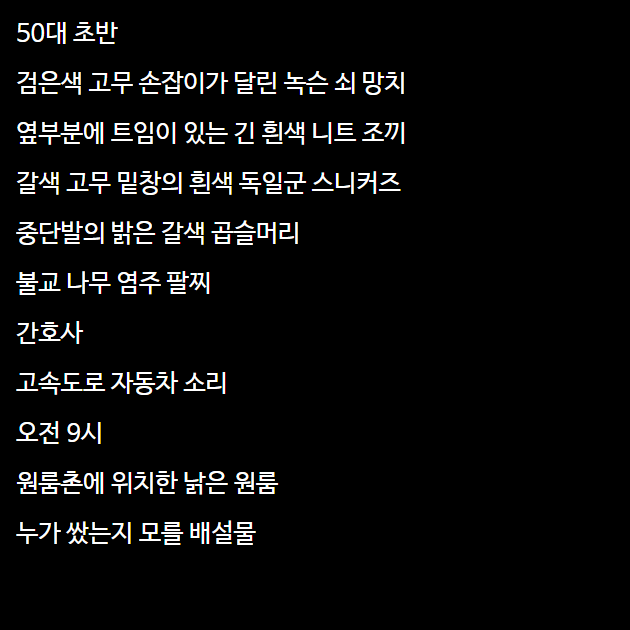 50대 초반
검은색 고무 손잡이가 달린 녹슨 쇠 망치
옆부분에 트임이 있는 긴 흰색 니트 조끼
갈색 고무 밑창의 흰색 독일군 스니커즈
중단발의 밝은 갈색 곱슬머리
불교 나무 염주 팔찌
간호사
고속도로 자동차 소리
오전 9시
원룸촌에 위치한 낡은 원룸
누가 쌌는지 모를 배설물